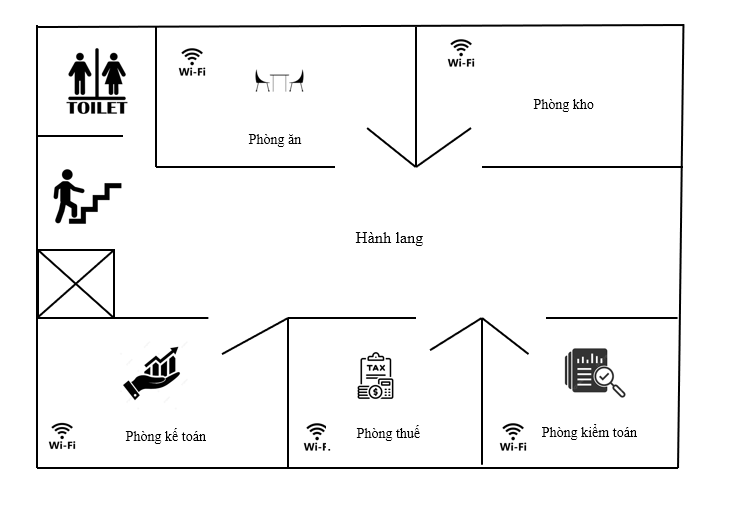 Wi-Fi
Wi-Fi
TOILET
Phòng kho
Phòng ăn
Hành lang
TAX
$
Phòng kế toán
Wi-Fi
Phòng thuế
Wi-F.
Phòng kiểm toán
Wi-Fi